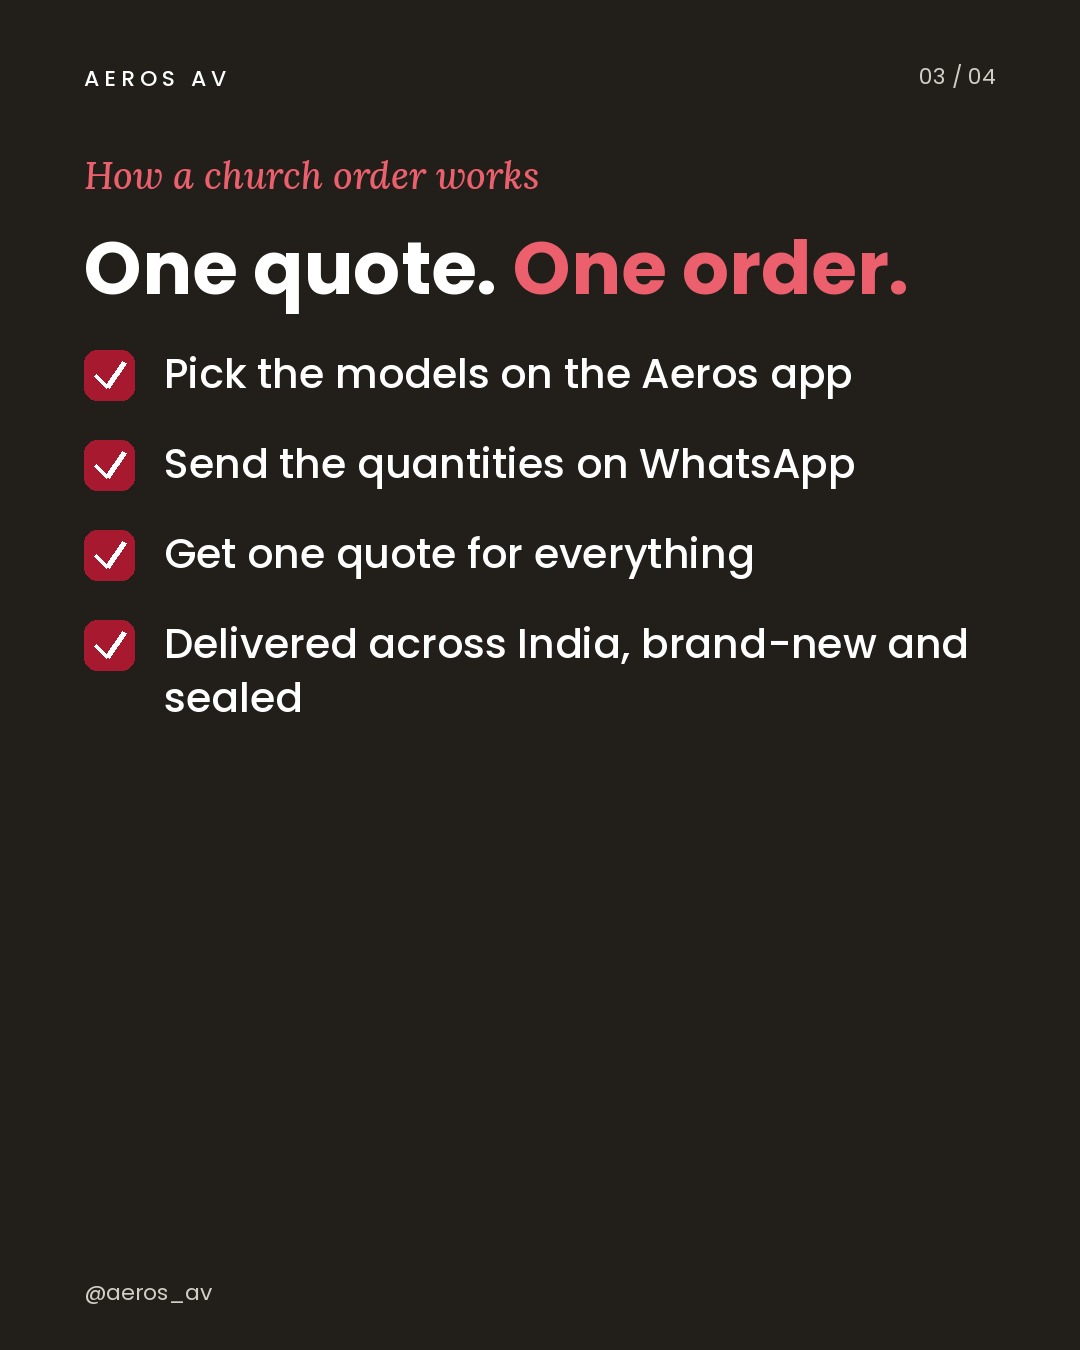 AEROS AV
03 / 04
How a church order works
One quote. One order.
Pick the models on the Aeros app
Send the quantities on WhatsApp
Get one quote for everything
Delivered across India, brand-new and
sealed
@aeros_av